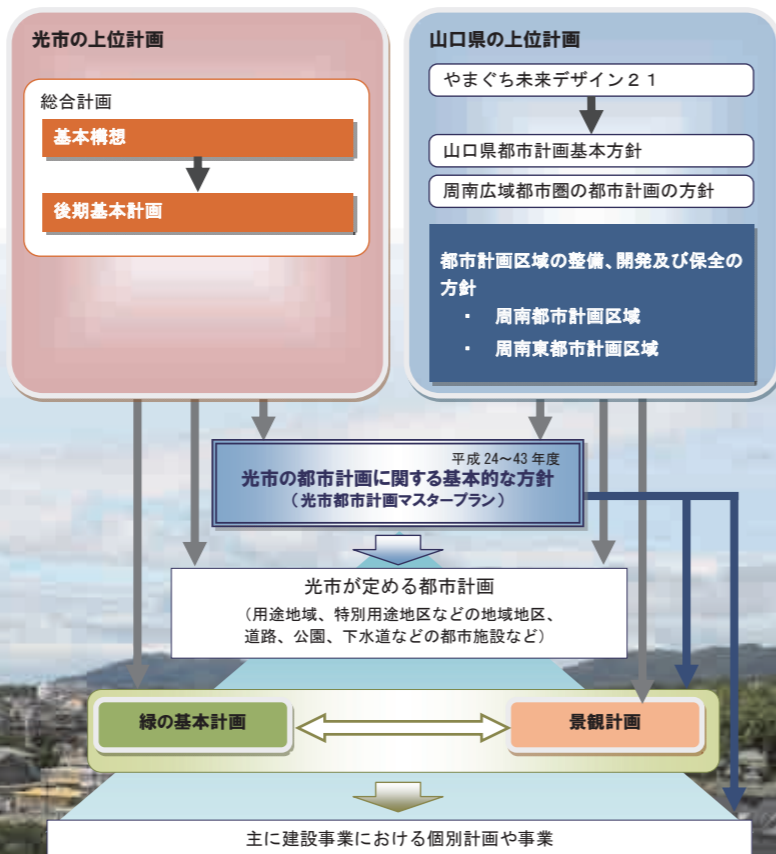 光市の上位計画
総合計画
基本構想
後期基本計画
山口県の上位計画
やまぐち未来デザイン２１
山口県都市計画基本方針
周南広域都市圏の都市計画の方針
都市計画区域の整備、開発及び保全の
方針
・ 周南都市計画区域
・ 周南東都市計画区域
平成 24～43 年度
光市の都市計画に関する基本的な方針
（光市都市計画マスタープラン）
光市が定める都市計画
（用途地域、特別用途地区などの地域地区、
道路、公園、下水道などの都市施設など）
緑の基本計画
景観計画
主に建設事業における個別計画や事業